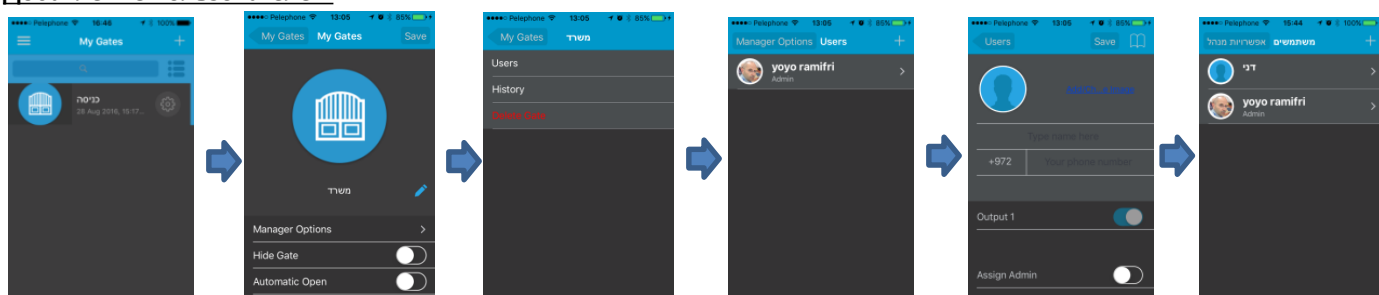 Pelephone 16:46 100%
My Gates +
כניסה
28 Aug 2016, 15:17...
Pelephone 13:05 85%
My Gates My Gates Save
משרד
Manager Options
Hide Gate
Automatic Open
Pelephone 13:05 85%
My Gates משרד
Users
History
Delete Gate
Pelephone 13:05 85%
Manager Options Users +
yoyo ramifri
Admin
Pelephone 13:05 85%
Users Save
Type name here
+972 Your phone number
Output 1
Assign Admin
Pelephone 16:44 100%
אפשרויות מנהל משתמשים +
דני
yoyo ramifri
Admin